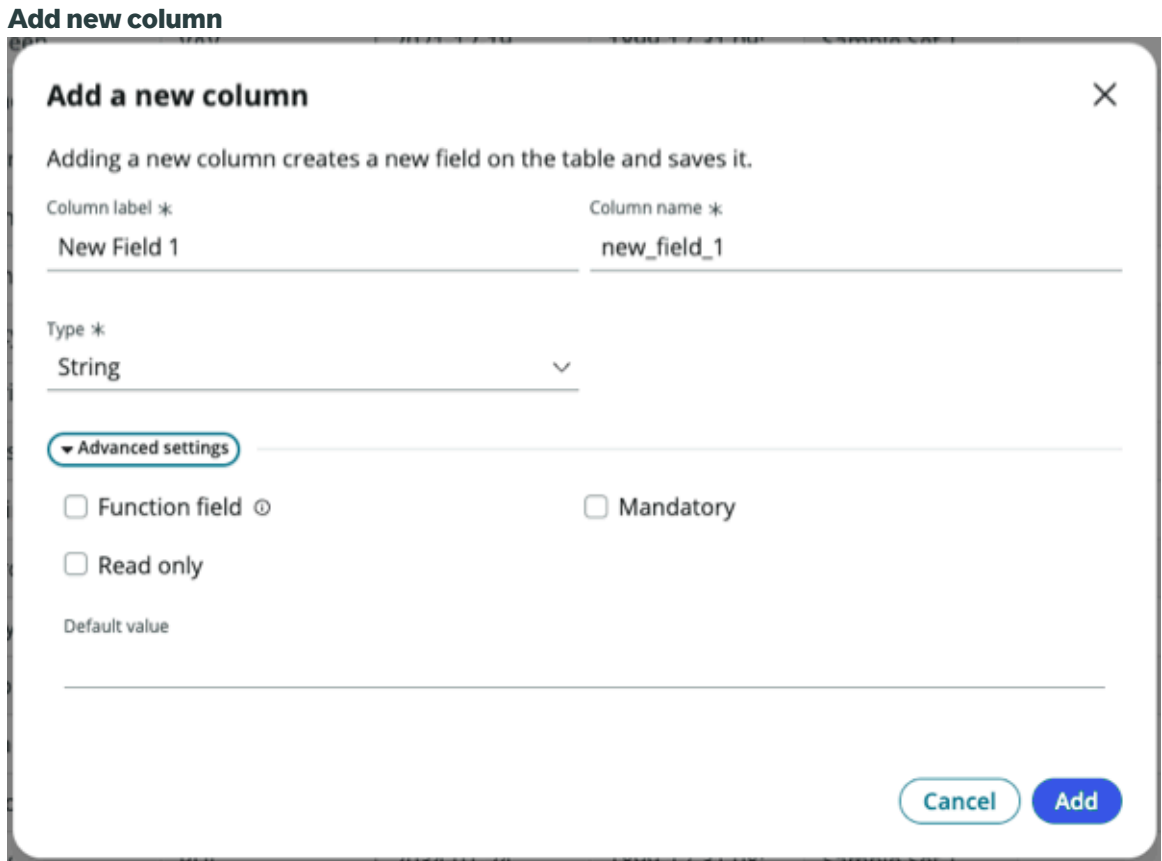 Add new column
Add a new column
Adding a new column creates a new field on the table and saves it.
Column label * Column name *
New Field 1 new_field_1
Type *
String
Advanced settings
Function field Mandatory
Read only
Default value
Cancel Add